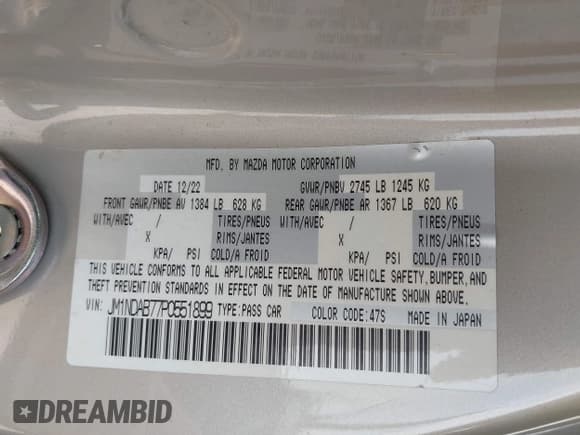 MFD. BY MAZDA MOTOR CORPORATION
DATE 12/22 GVWR/PNBV 2745 LB 1245 KG
FRONT GAWR/PNBE AV 1384 LB 628 KG REAR GAWR/PNBE AR 1367 LB 620 KG
WITH/AVEC / TIRES/PNEUS WITH/AVEC / TIRES/PNEUS
X RIMS/JANTES X RIMS/JANTES
KPA/ PSI COLD/A FROID KPA/ PSI COLD/A FROID
THIS VEHICLE CONFORMS TO ALL APPLICABLE FEDERAL MOTOR VEHICLE SAFETY, BUMPER, AND
THEFT PREVENTION STANDARDS IN EFFECT ON THE DATE OF MANUFACTURE SHOWN ABOVE.
VIN: JM1NDAB77P0551899 TYPE:PASS CAR COLOR CODE:47S MADE IN JAPAN
DREAMBID